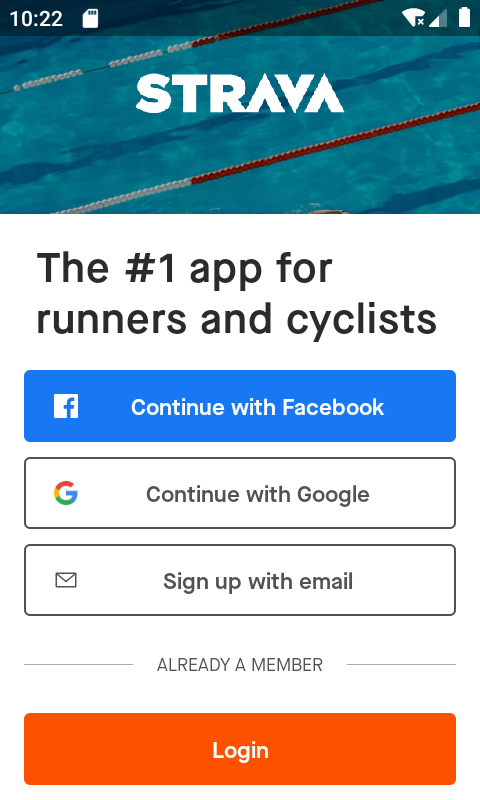 10:22
STRAVA
The #1 app for
runners and cyclists
Continue with Facebook
Continue with Google
Sign up with email
ALREADY A MEMBER
Login